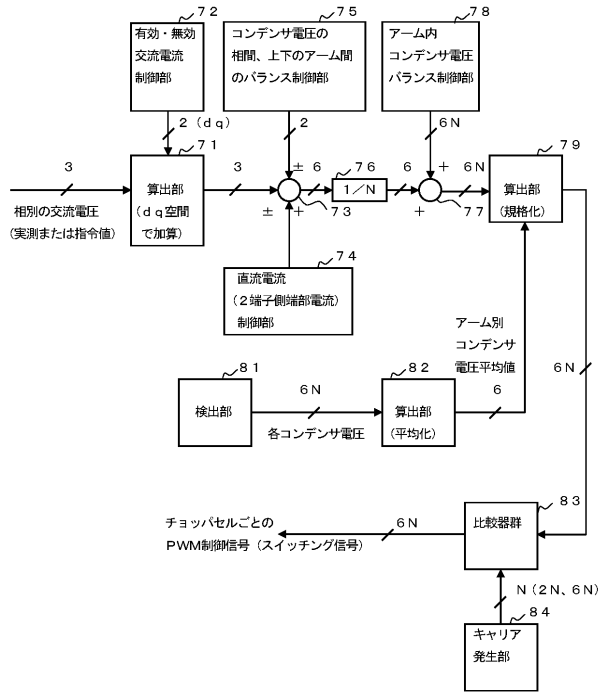 72
75
78
有効・無効
交流電流
制御部
コンデンサ電圧の
相間、上下のアーム間
のバランス制御部
アーム内
コンデンサ電圧
バランス制御部
2 (dq)
2
6N
71
79
3
算出部
(dq空間
で加算)
3
±
6
76
1/N
6
+
6N
算出部
(規格化)
相別の交流電圧
(実測または指令値)
±
+
73
+
77
74
直流電流
(2端子側端部電流)
制御部
アーム別
コンデンサ
電圧平均値
6N
81
82
検出部
6N
各コンデンサ電圧
算出部
(平均化)
6
83
チョッパセルごとの
PWM制御信号(スイッチング信号)
6N
比較器群
N(2N、6N)
84
キャリア
発生部